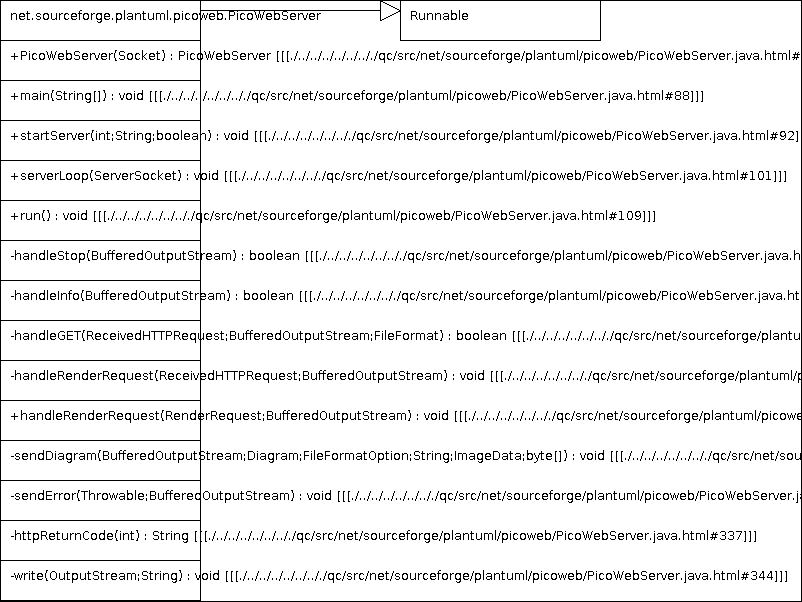 net.sourceforge.plantuml.picoweb.PicoWebServer
Runnable
+PicoWebServer(Socket) : PicoWebServer [[[./../../../../../../qc/src/net/sourceforge/plantuml/picoweb/PicoWebServer.java.html#
+main(String[]) : void [[[./../../../../../../qc/src/net/sourceforge/plantuml/picoweb/PicoWebServer.java.html#88]]]
+startServer(int;String;boolean) : void [[[./../../../../../../qc/src/net/sourceforge/plantuml/picoweb/PicoWebServer.java.html#92]
+serverLoop(ServerSocket) : void [[[./../../../../../../qc/src/net/sourceforge/plantuml/picoweb/PicoWebServer.java.html#101]]]
+run() : void [[[./../../../../../../qc/src/net/sourceforge/plantuml/picoweb/PicoWebServer.java.html#109]]]
-handleStop(BufferedOutputStream) : boolean [[[./../../../../../../qc/src/net/sourceforge/plantuml/picoweb/PicoWebServer.java.h
-handleInfo(BufferedOutputStream) : boolean [[[./../../../../../../qc/src/net/sourceforge/plantuml/picoweb/PicoWebServer.java.ht
-handleGET(ReceivedHTTPRequest;BufferedOutputStream;FileFormat) : boolean [[[./../../../../../../qc/src/net/sourceforge/plantu
-handleRenderRequest(ReceivedHTTPRequest;BufferedOutputStream) : void [[[./../../../../../../qc/src/net/sourceforge/plantuml/p
+handleRenderRequest(RenderRequest;BufferedOutputStream) : void [[[./../../../../../../qc/src/net/sourceforge/plantuml/picowe
-sendDiagram(BufferedOutputStream;Diagram;FileFormatOption;String;ImageData;byte[]) : void [[[./../../../../../../qc/src/net/sou
-sendError(Throwable;BufferedOutputStream) : void [[[./../../../../../../qc/src/net/sourceforge/plantuml/picoweb/PicoWebServer.j
-httpReturnCode(int) : String [[[./../../../../../../qc/src/net/sourceforge/plantuml/picoweb/PicoWebServer.java.html#337]]]
-write(OutputStream;String) : void [[[./../../../../../../qc/src/net/sourceforge/plantuml/picoweb/PicoWebServer.java.html#344]]]